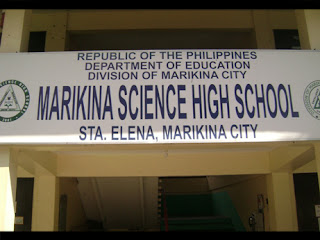 REPUBLIC OF THE PHILIPPINES
DEPARTMENT OF EDUCATION
DIVISION OF MARIKINA CITY
MARIKINA SCIENCE HIGH SCHOOL
STA. ELENA, MARIKINA CITY